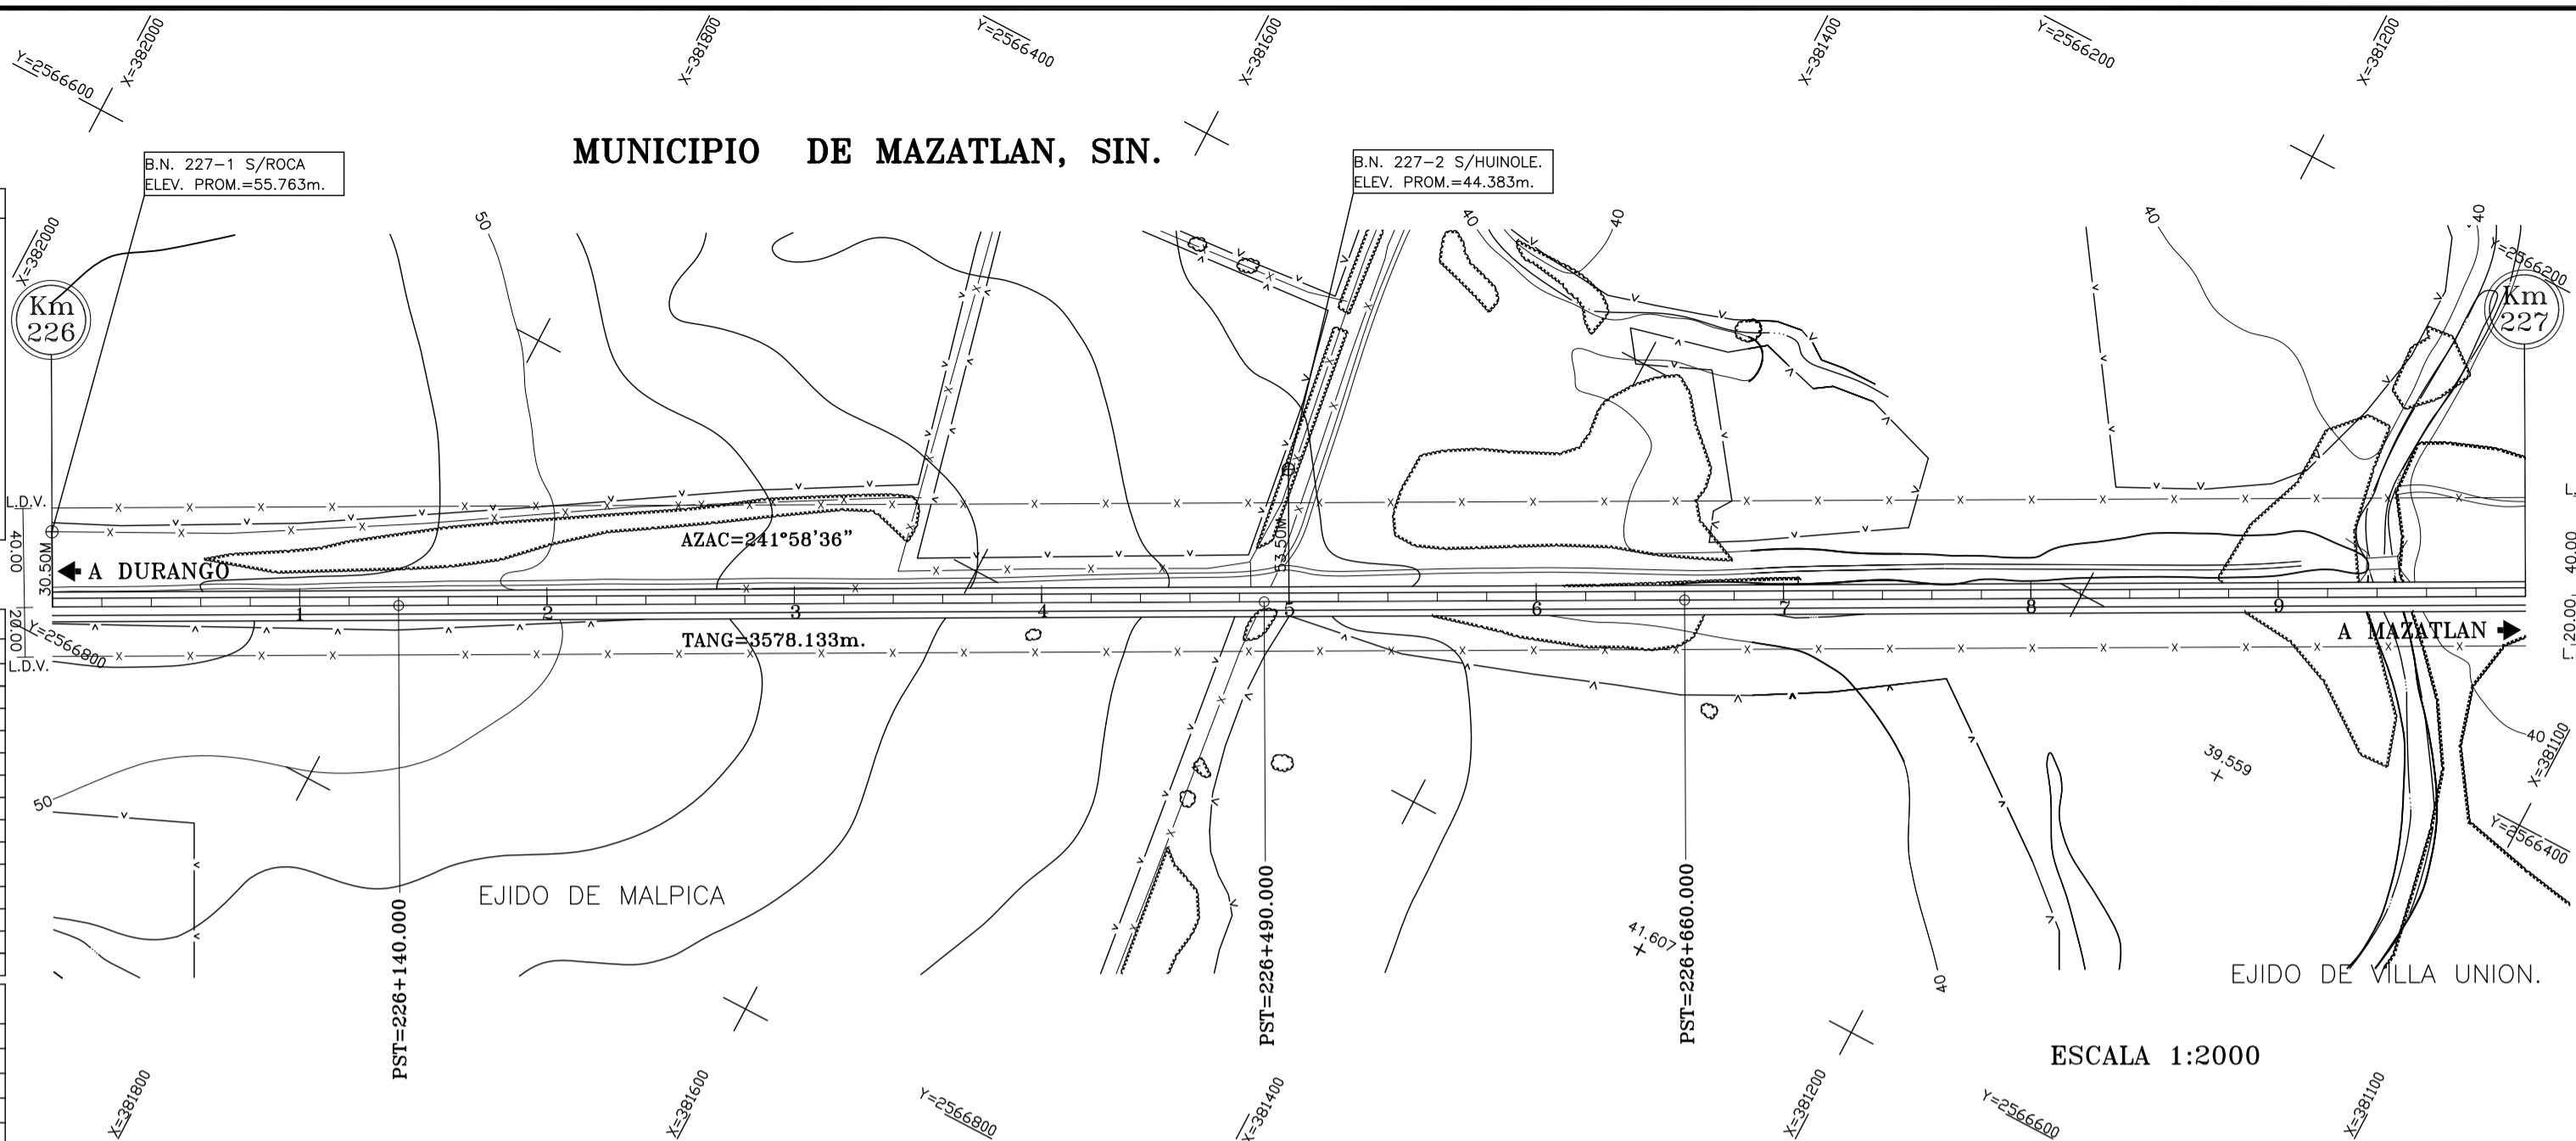 Y=2566600
X=382000
X=381800
Y=2566400
X=381600
X=381400
Y=2566200
X=381200
MUNICIPIO DE MAZATLAN, SIN.
B.N. 227-1 S/ROCA
ELEV. PROM.=55.763m.
B.N. 227-2 S/HUINOLE.
ELEV. PROM.=44.383m.
X=382000
50
40
40
40
40
Y=2566200
Km
226
Km
227
L.D.V.
40.00
30.50M
AZAC=241°58'36"
53.50M
40.00
A DURANGO
1
2
3
4
5
6
7
8
9
20.00
20.00
Y=2566800
L.D.V.
TANG=3578.133m.
A MAZATLAN
50
40
39.559
X=381100
Y=2566400
EJIDO DE MALPICA
PST=226+140.000
PST=226+490.000
PST=226+660.000
41.607
40
EJIDO DE VILLA UNION.
ESCALA 1:2000
X=381800
X=381600
Y=2566800
X=381400
X=381200
Y=2566600
X=381100